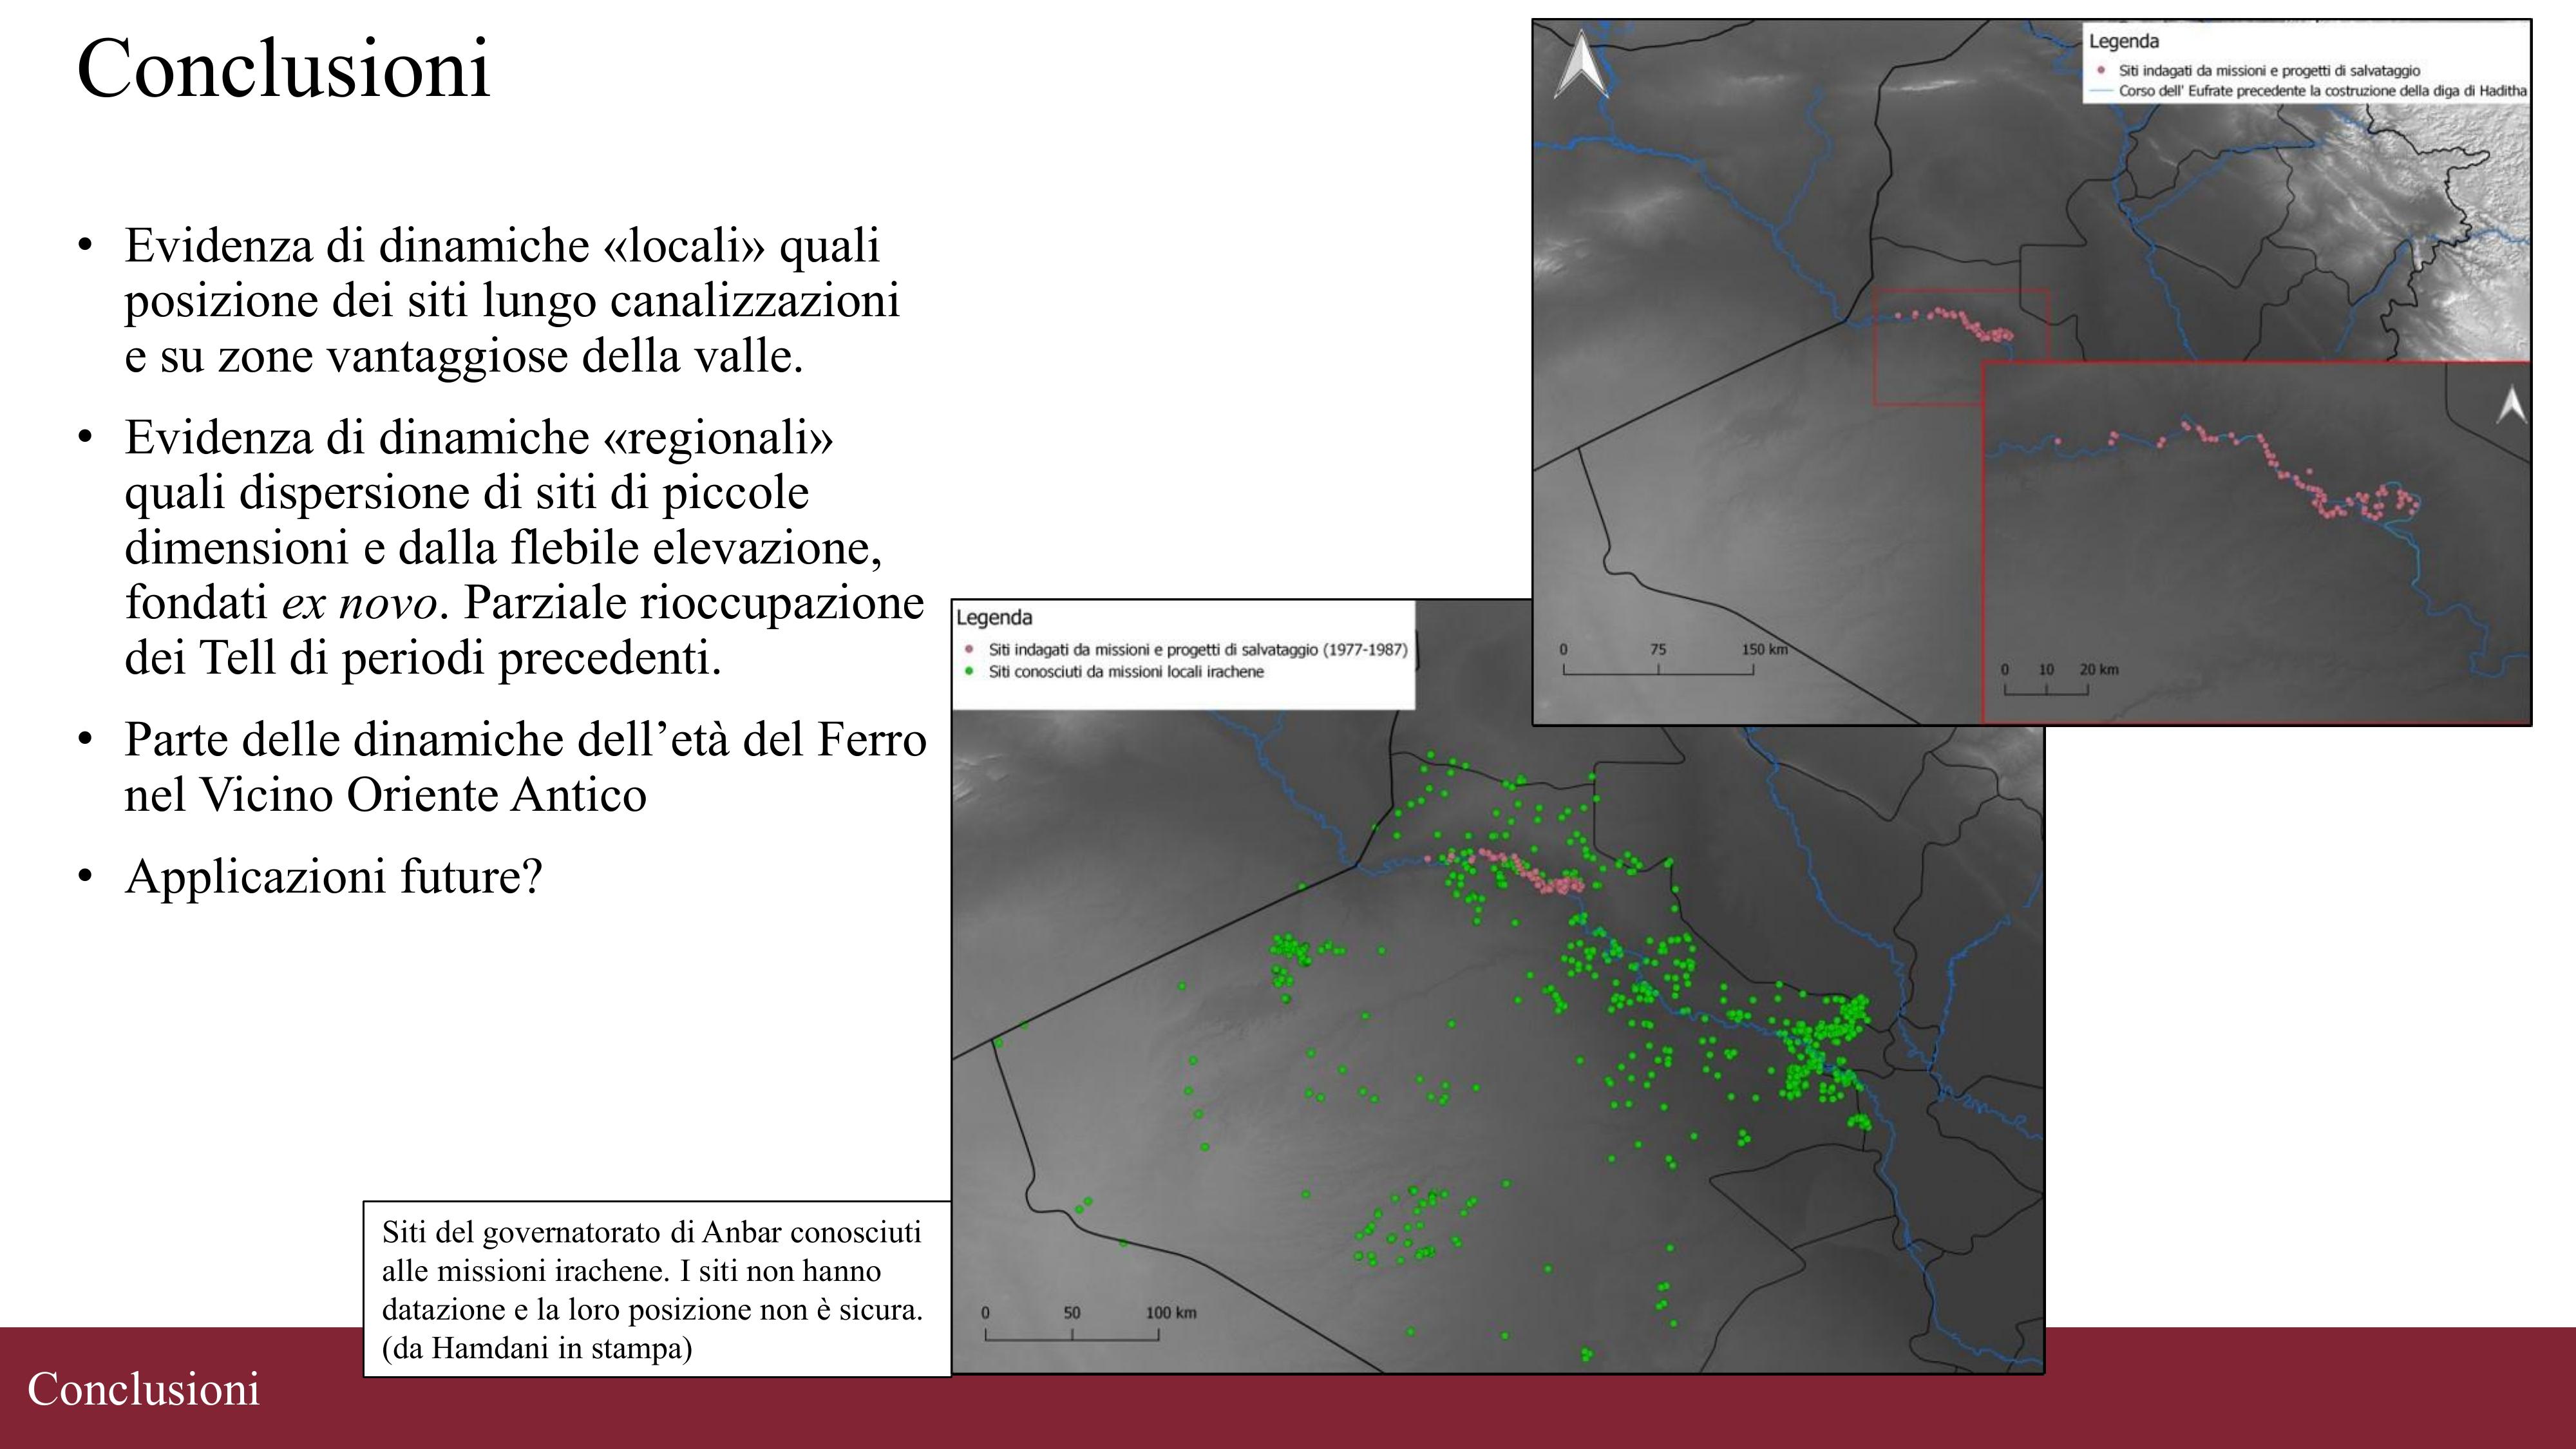 Conclusioni
• Evidenza di dinamiche «locali» quali
posizione dei siti lungo canalizzazioni
e su zone vantaggiose della valle.
• Evidenza di dinamiche «regionali»
quali dispersione di siti di piccole
dimensioni e dalla flebile elevazione,
fondati ex novo. Parziale rioccupazione
dei Tell di periodi precedenti.
• Parte delle dinamiche dell’età del Ferro
nel Vicino Oriente Antico
• Applicazioni future?
Legenda
Siti indagati da missioni e progetti di salvataggio
Corso dell' Eufrate precedente la costruzione della diga di Haditha
0 75 150 km
0 10 20 km
Legenda
Siti indagati da missioni e progetti di salvataggio (1977-1987)
Siti conosciuti da missioni locali irachene
0 50 100 km
Siti del governatorato di Anbar conosciuti
alle missioni irachene. I siti non hanno
datazione e la loro posizione non è sicura.
(da Hamdani in stampa)
Conclusioni